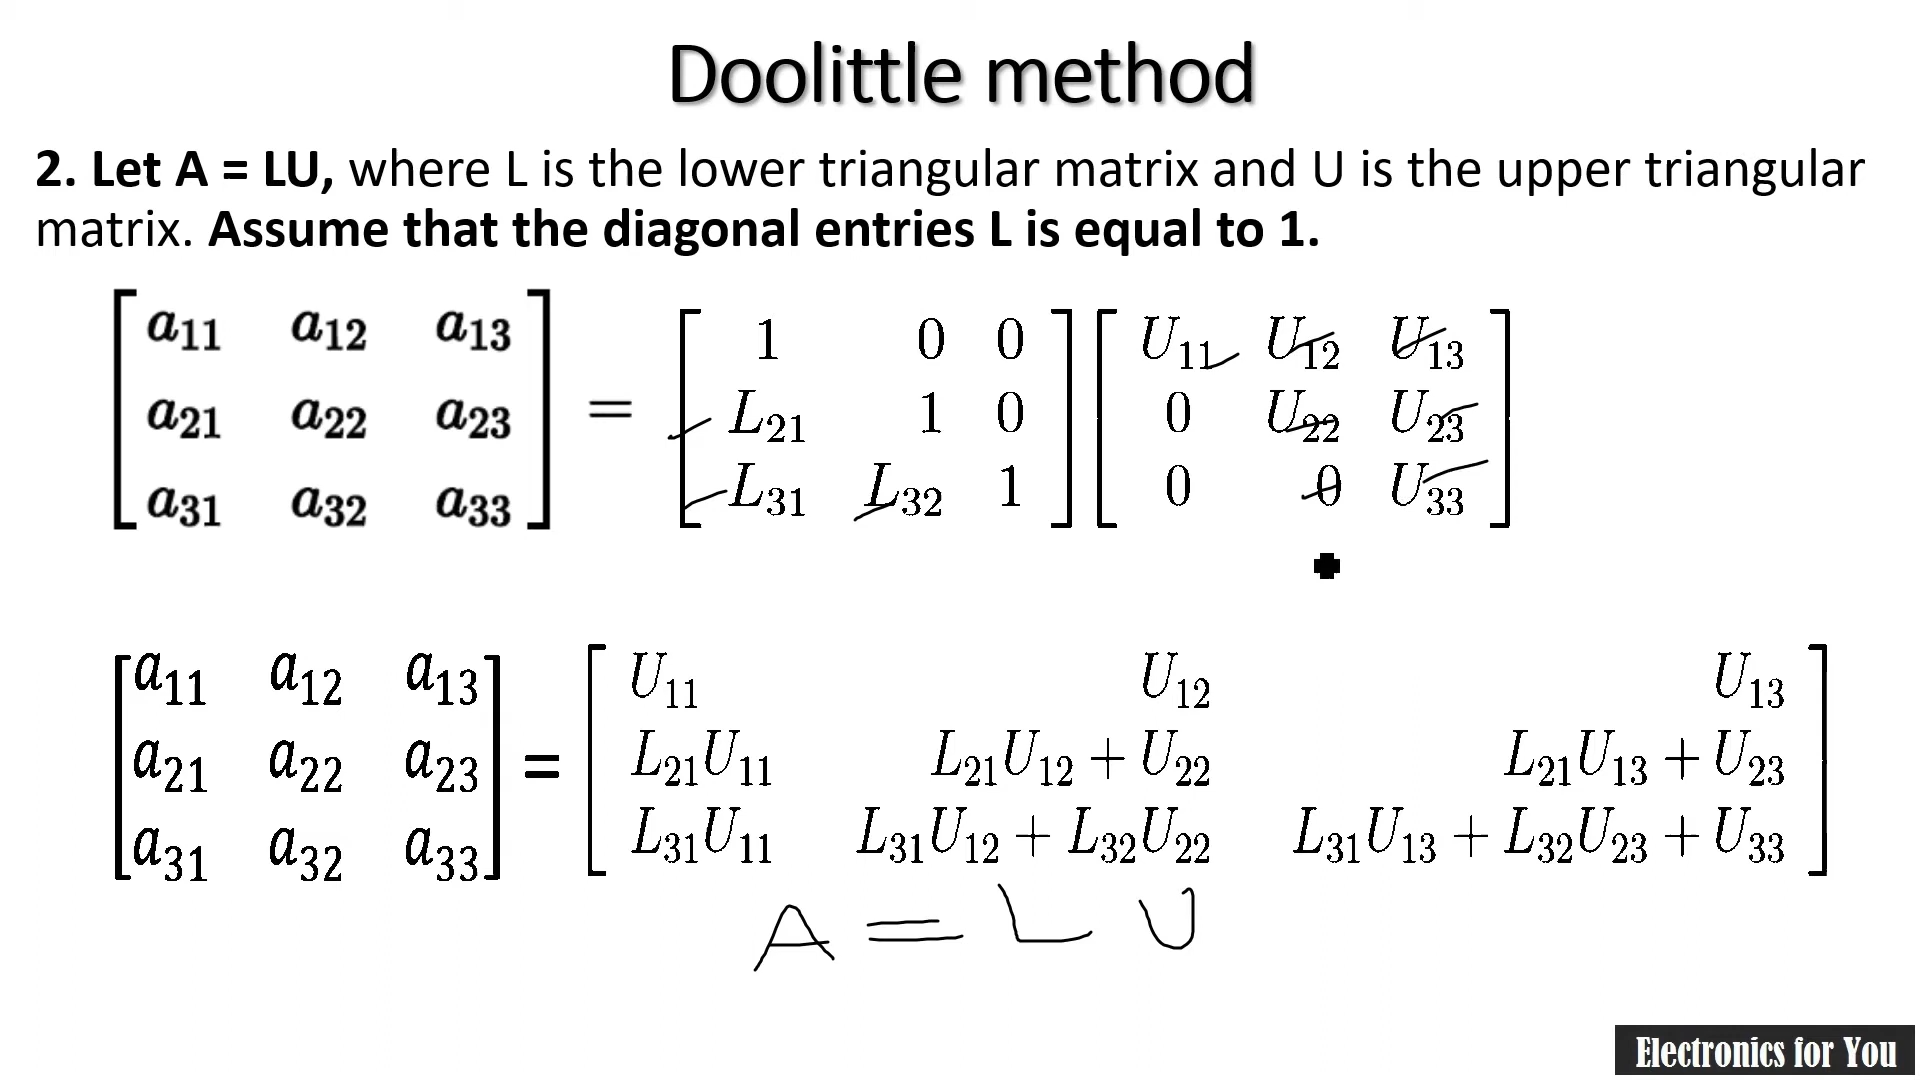 Doolittle method
2. Let A = LU, where L is the lower triangular matrix and U is the upper triangular
matrix. Assume that the diagonal entries L is equal to 1.
[a₁₁ a₁₂ a₁₃] [1 0 0] [U₁₁ U₁₂ U₁₃]
[a₂₁ a₂₂ a₂₃] = [L₂₁ 1 0] [0 U₂₂ U₂₃]
[a₃₁ a₃₂ a₃₃] [L₃₁ L₃₂ 1] [0 0 U₃₃]
[a₁₁ a₁₂ a₁₃] [U₁₁ U₁₂ U₁₃]
[a₂₁ a₂₂ a₂₃] = [L₂₁U₁₁ L₂₁U₁₂ + U₂₂ L₂₁U₁₃ + U₂₃]
[a₃₁ a₃₂ a₃₃] [L₃₁U₁₁ L₃₁U₁₂ + L₃₂U₂₂ L₃₁U₁₃ + L₃₂U₂₃ + U₃₃]
A = L U
Electronics for You